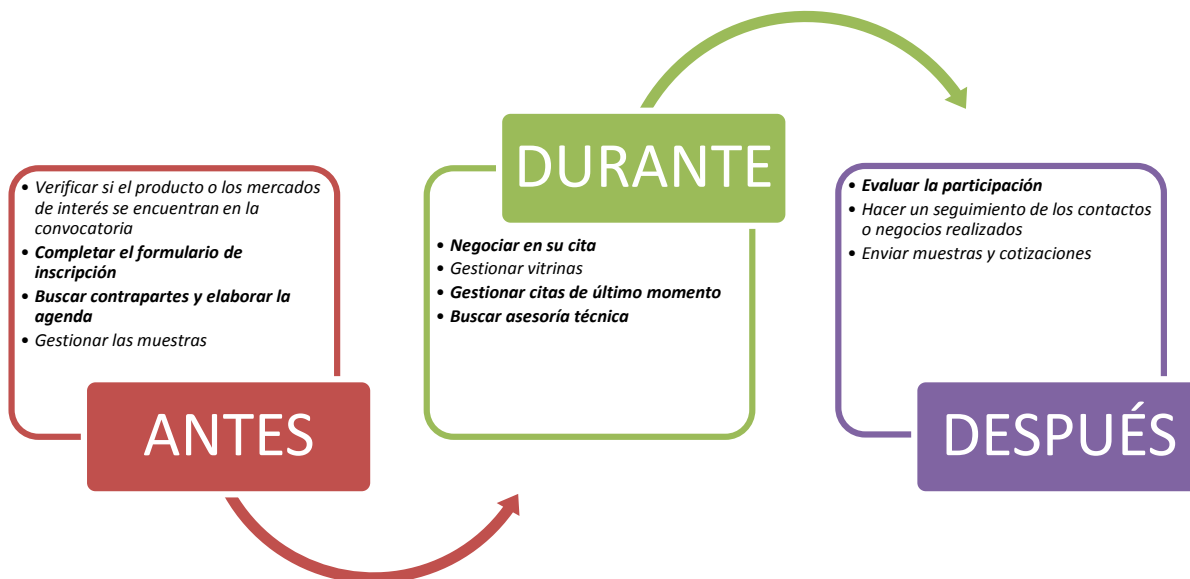 • Verificar si el producto o los mercados
de interés se encuentran en la
convocatoria
• Completar el formulario de
inscripción
• Buscar contrapartes y elaborar la
agenda
• Gestionar las muestras
ANTES
DURANTE
• Negociar en su cita
• Gestionar vitrinas
• Gestionar citas de último momento
• Buscar asesoría técnica
• Evaluar la participación
• Hacer un seguimiento de los contactos
o negocios realizados
• Enviar muestras y cotizaciones
DESPUÉS